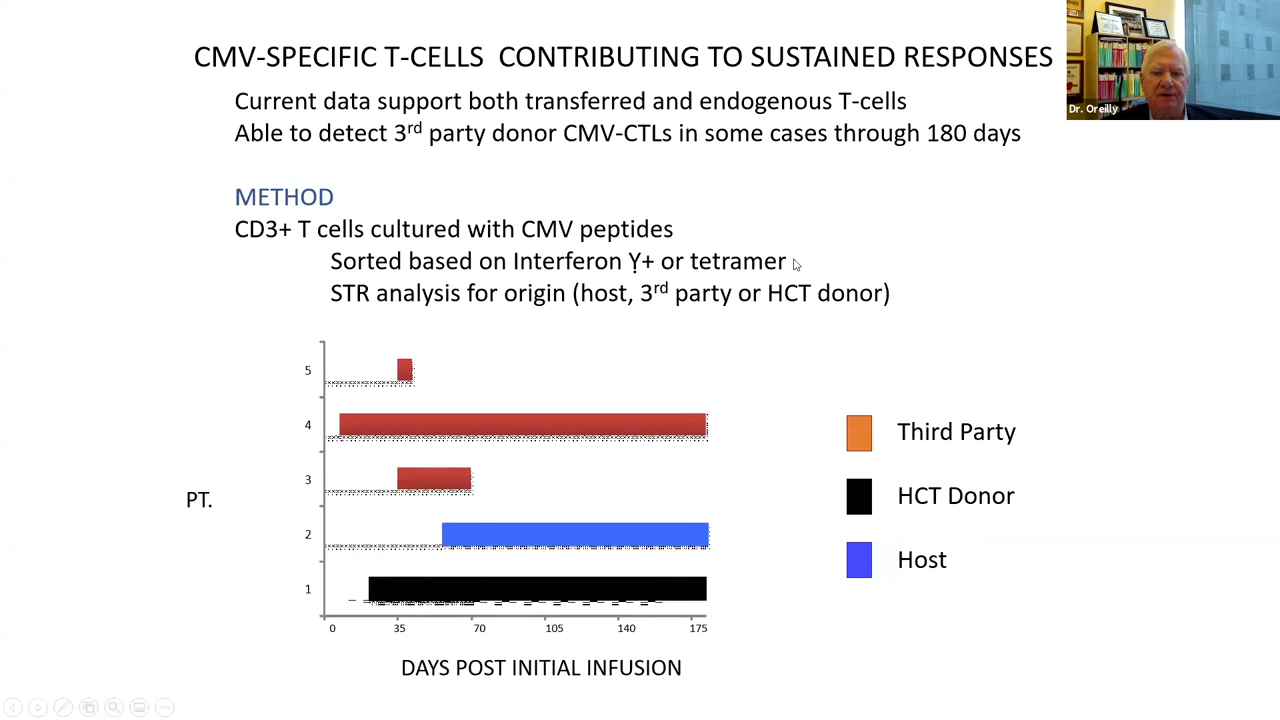 CMV-SPECIFIC T-CELLS CONTRIBUTING TO SUSTAINED RESPONSES
Dr. Oreilly
Current data support both transferred and endogenous T-cells
Able to detect 3rd party donor CMV-CTLs in some cases through 180 days
METHOD
CD3+ T cells cultured with CMV peptides
Sorted based on Interferon Ɣ+ or tetramer
STR analysis for origin (host, 3rd party or HCT donor)
5
4
3
2
1
PT.
0 35 70 105 140 175
DAYS POST INITIAL INFUSION
Third Party
HCT Donor
Host